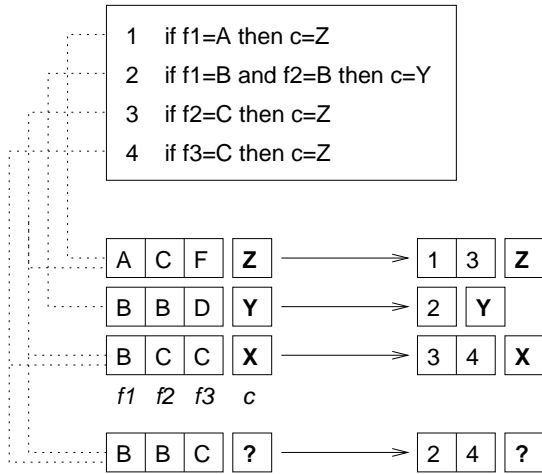 1 if f1=A then c=Z
2 if f1=B and f2=B then c=Y
3 if f2=C then c=Z
4 if f3=C then c=Z
A C F Z 1 3 Z
B B D Y 2 Y
B C C X 3 4 X
f1 f2 f3 c
B B C ? 2 4 ?